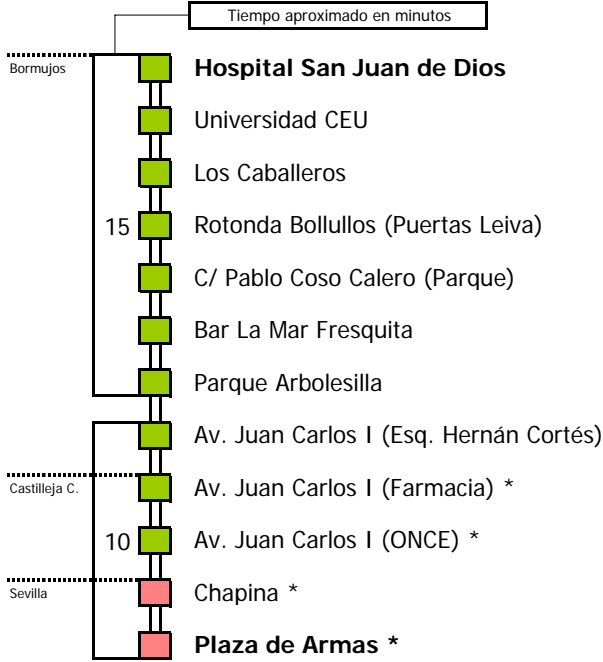 Tiempo aproximado en minutos
Bormujos
Hospital San Juan de Dios
Universidad CEU
Los Caballeros
15
Rotonda Bollullos (Puertas Leiva)
C/ Pablo Coso Calero (Parque)
Bar La Mar Fresquita
Parque Arbolesilla
Av. Juan Carlos I (Esq. Hernán Cortés)
Castilleja C.
Av. Juan Carlos I (Farmacia) *
10
Av. Juan Carlos I (ONCE) *
Sevilla
Chapina *
Plaza de Armas *